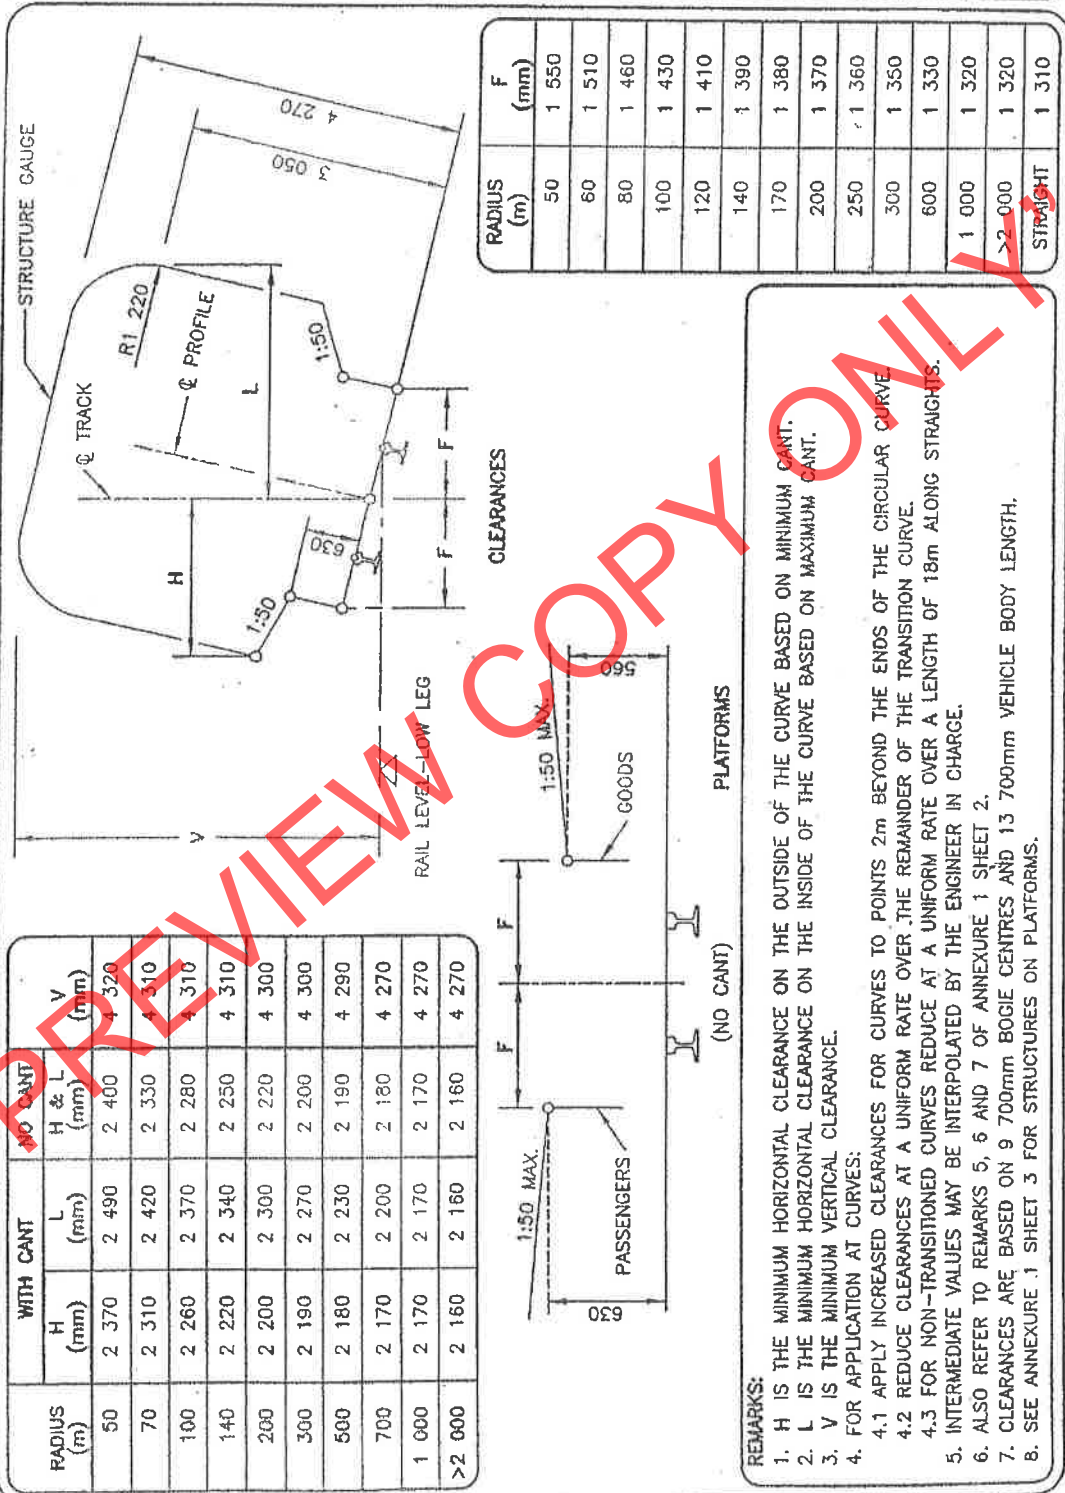 WITH CANT NO CANT
RADIUS (m) H (mm) L (mm) H & L (mm) V (mm)
50 2 370 2 490 2 400 4 320
70 2 310 2 420 2 330 4 310
100 2 260 2 370 2 280 4 310
140 2 220 2 340 2 250 4 310
200 2 200 2 300 2 220 4 300
300 2 190 2 270 2 200 4 300
500 2 180 2 230 2 190 4 290
700 2 170 2 200 2 180 4 270
1 000 2 170 2 170 2 170 4 270
>2 000 2 160 2 160 2 160 4 270
STRUCTURE GAUGE
℄ TRACK
R1 220
℄ PROFILE
4 270
3 050
H
L
V
1:50
1:50
630
F
F
RAIL LEVEL-LOW LEG
CLEARANCES
1:50 MAX.
1:50 MAX.
F
F
630
560
PASSENGERS
GOODS
(NO CANT)
PLATFORMS
RADIUS (m) F (mm)
50 1 550
60 1 510
80 1 460
100 1 430
120 1 410
140 1 390
170 1 380
200 1 370
250 1 360
300 1 350
600 1 330
1 000 1 320
>2 000 1 320
STRAIGHT 1 310
REMARKS:
1. H IS THE MINIMUM HORIZONTAL CLEARANCE ON THE OUTSIDE OF THE CURVE BASED ON MINIMUM CANT.
2. L IS THE MINIMUM HORIZONTAL CLEARANCE ON THE INSIDE OF THE CURVE BASED ON MAXIMUM CANT.
3. V IS THE MINIMUM VERTICAL CLEARANCE.
4. FOR APPLICATION AT CURVES:
4.1 APPLY INCREASED CLEARANCES FOR CURVES TO POINTS 2m BEYOND THE ENDS OF THE CIRCULAR CURVE.
4.2 REDUCE CLEARANCES AT A UNIFORM RATE OVER THE REMAINDER OF THE TRANSITION CURVE.
4.3 FOR NON-TRANSITIONED CURVES REDUCE AT A UNIFORM RATE OVER A LENGTH OF 18m ALONG STRAIGHTS.
5. INTERMEDIATE VALUES MAY BE INTERPOLATED BY THE ENGINEER IN CHARGE.
6. ALSO REFER TO REMARKS 5, 6 AND 7 OF ANNEXURE 1 SHEET 2.
7. CLEARANCES ARE BASED ON 9 700mm BOGIE CENTRES AND 13 700mm VEHICLE BODY LENGTH.
8. SEE ANNEXURE 1 SHEET 3 FOR STRUCTURES ON PLATFORMS.
PREVIEW COPY ONLY"